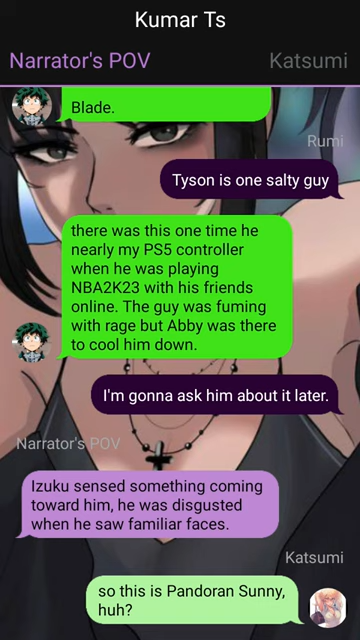 Kumar Ts
Narrator's POV
Katsumi
Blade.
Rumi
Tyson is one salty guy
there was this one time he
nearly my PS5 controller
when he was playing
NBA2K23 with his friends
online. The guy was fuming
with rage but Abby was there
to cool him down.
I'm gonna ask him about it later.
Narrator's POV
Izuku sensed something coming
toward him, he was disgusted
when he saw familiar faces.
Katsumi
so this is Pandoran Sunny,
huh?